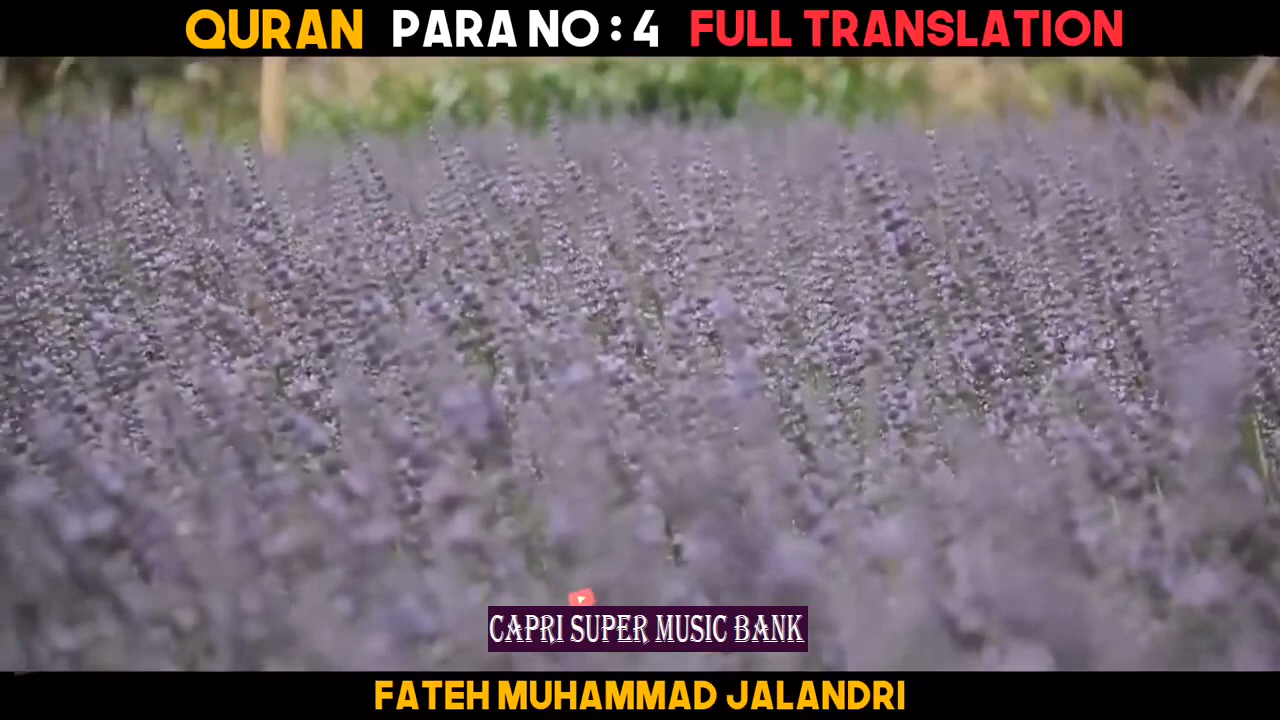 QURAN PARA NO : 4 FULL TRANSLATION
CAPRI SUPER MUSIC BANK
FATEH MUHAMMAD JALANDRI